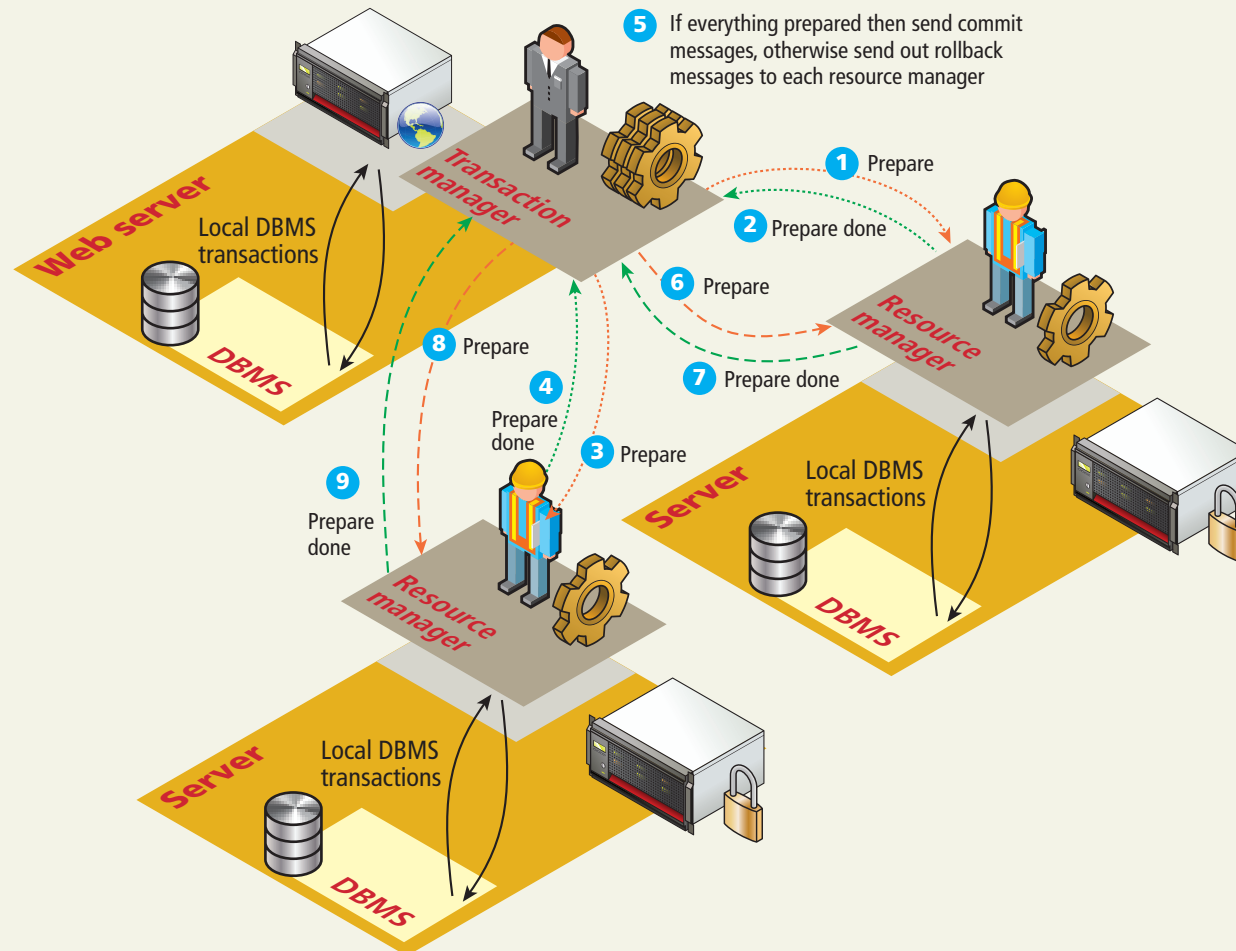 5 If everything prepared then send commit
messages, otherwise send out rollback
messages to each resource manager
Transaction
manager
1 Prepare
2 Prepare done
Web server
Local DBMS
transactions
DBMS
6 Prepare
7 Prepare done
Resource
manager
8 Prepare
4
Prepare
done
3 Prepare
9
Prepare
done
Local DBMS
transactions
Server
DBMS
Resource
manager
Local DBMS
transactions
Server
DBMS